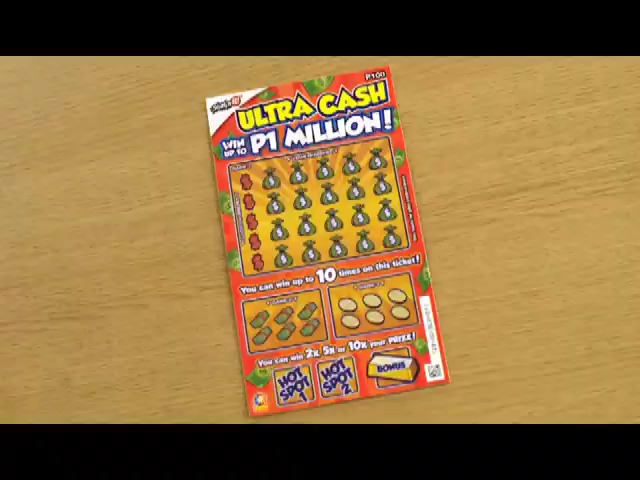 P100
ULTRA CASH
WIN UP TO P1 MILLION!
You can win up to 10 times on this ticket!
You can win 2x 5x or 10x your PRIZE!
HOT SPOT 1
HOT SPOT 2
BONUS